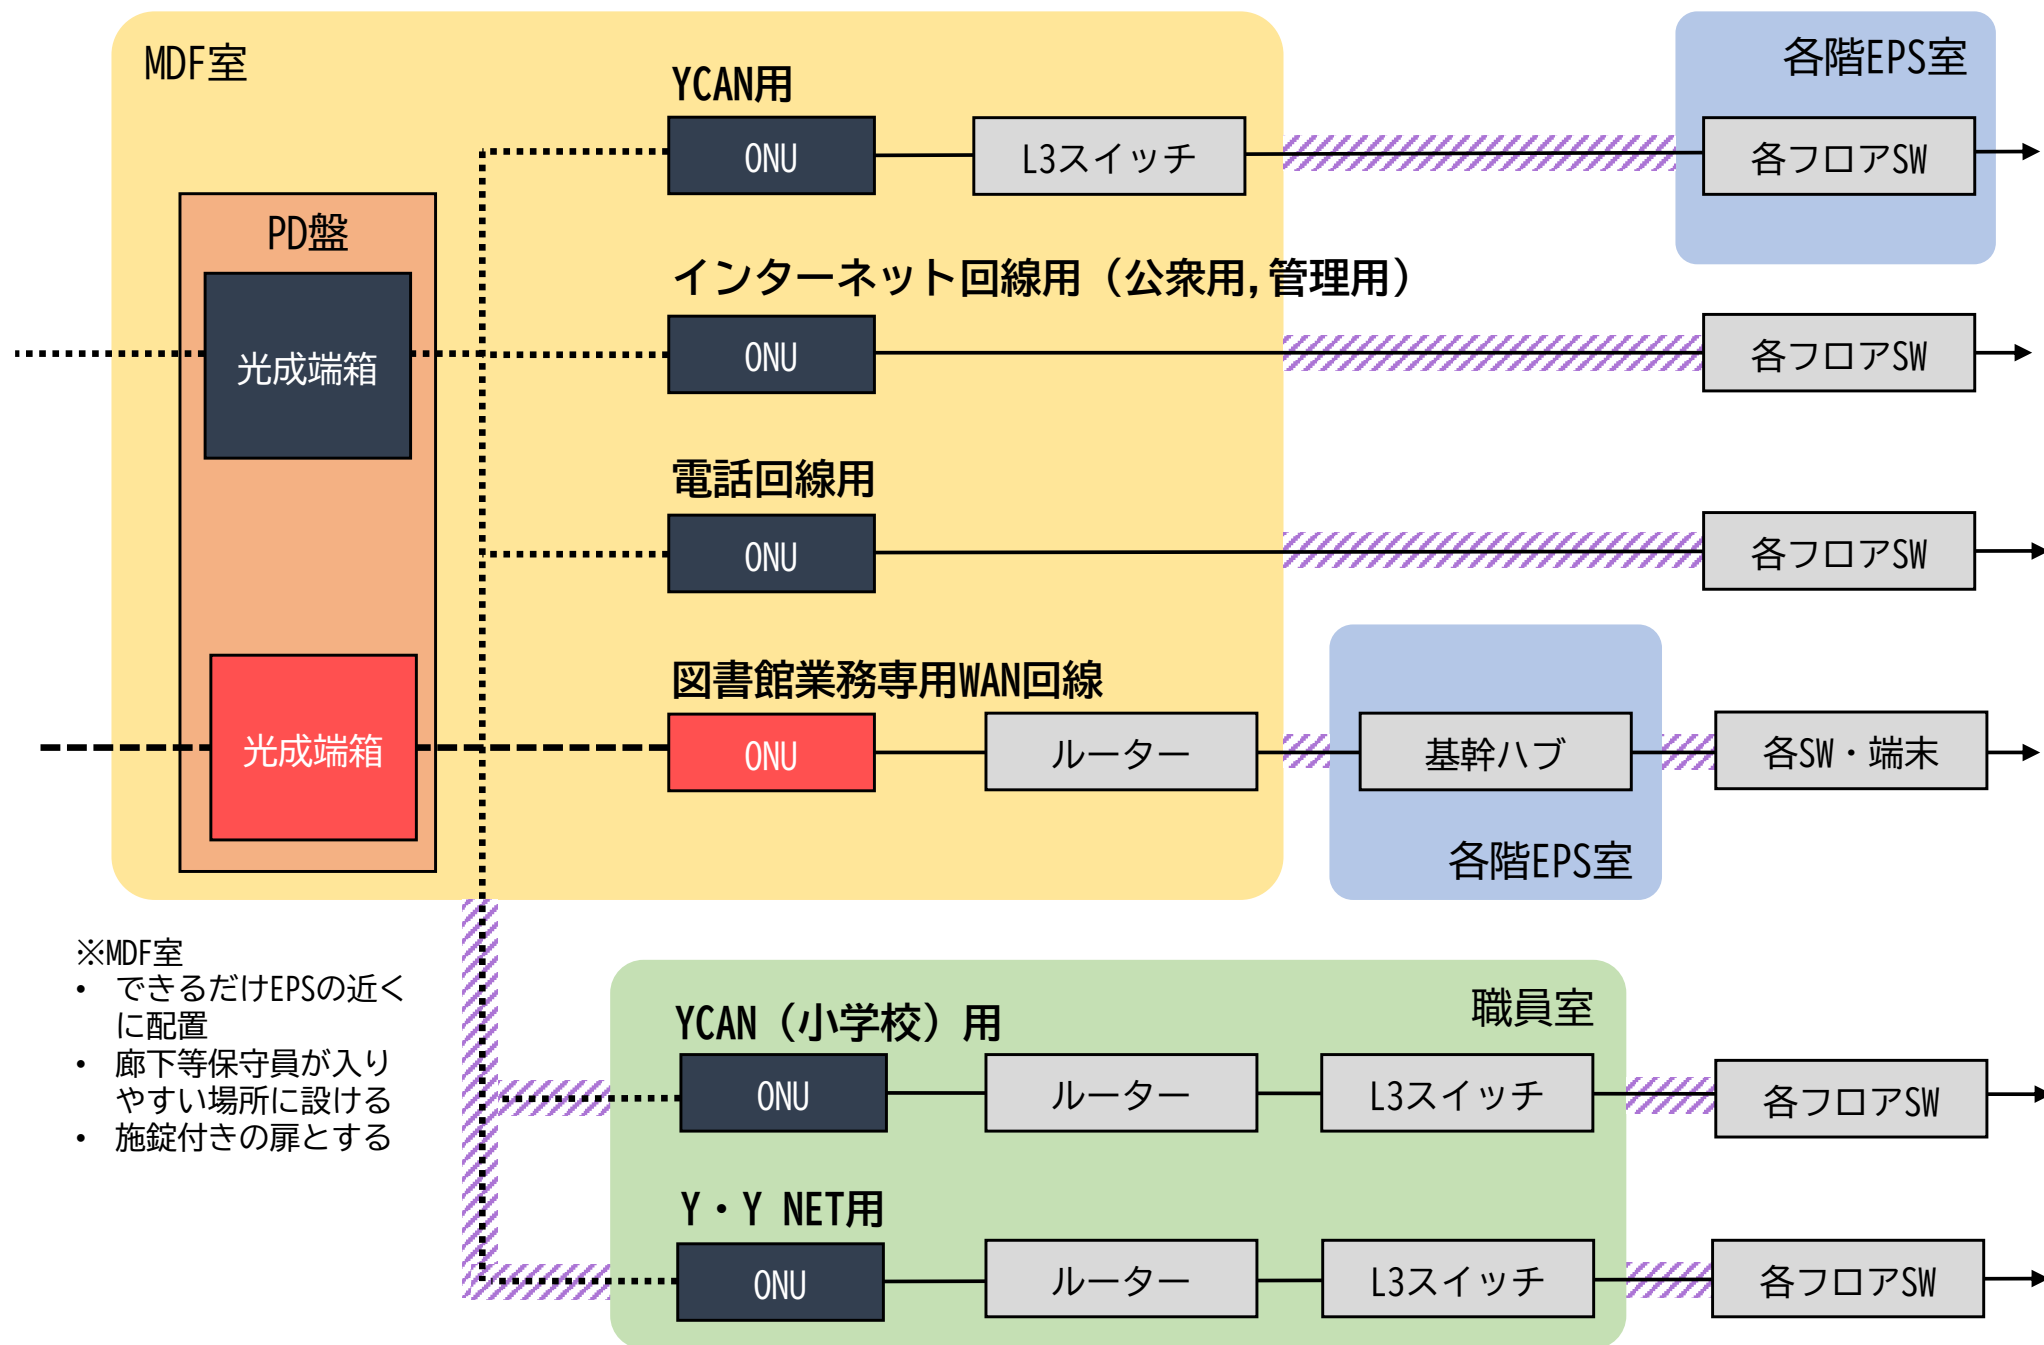 MDF室
各階EPS室
YCAN用
ONU
L3スイッチ
各フロアSW
PD盤
光成端箱
インターネット回線用（公衆用,管理用）
ONU
各フロアSW
電話回線用
ONU
各フロアSW
図書館業務専用WAN回線
光成端箱
ONU
ルーター
基幹ハブ
各SW・端末
各階EPS室
※MDF室
• できるだけEPSの近く
に配置
• 廊下等保守員が入り
やすい場所に設ける
• 施錠付きの扉とする
職員室
YCAN（小学校）用
ONU
ルーター
L3スイッチ
各フロアSW
Y・Y NET用
ONU
ルーター
L3スイッチ
各フロアSW